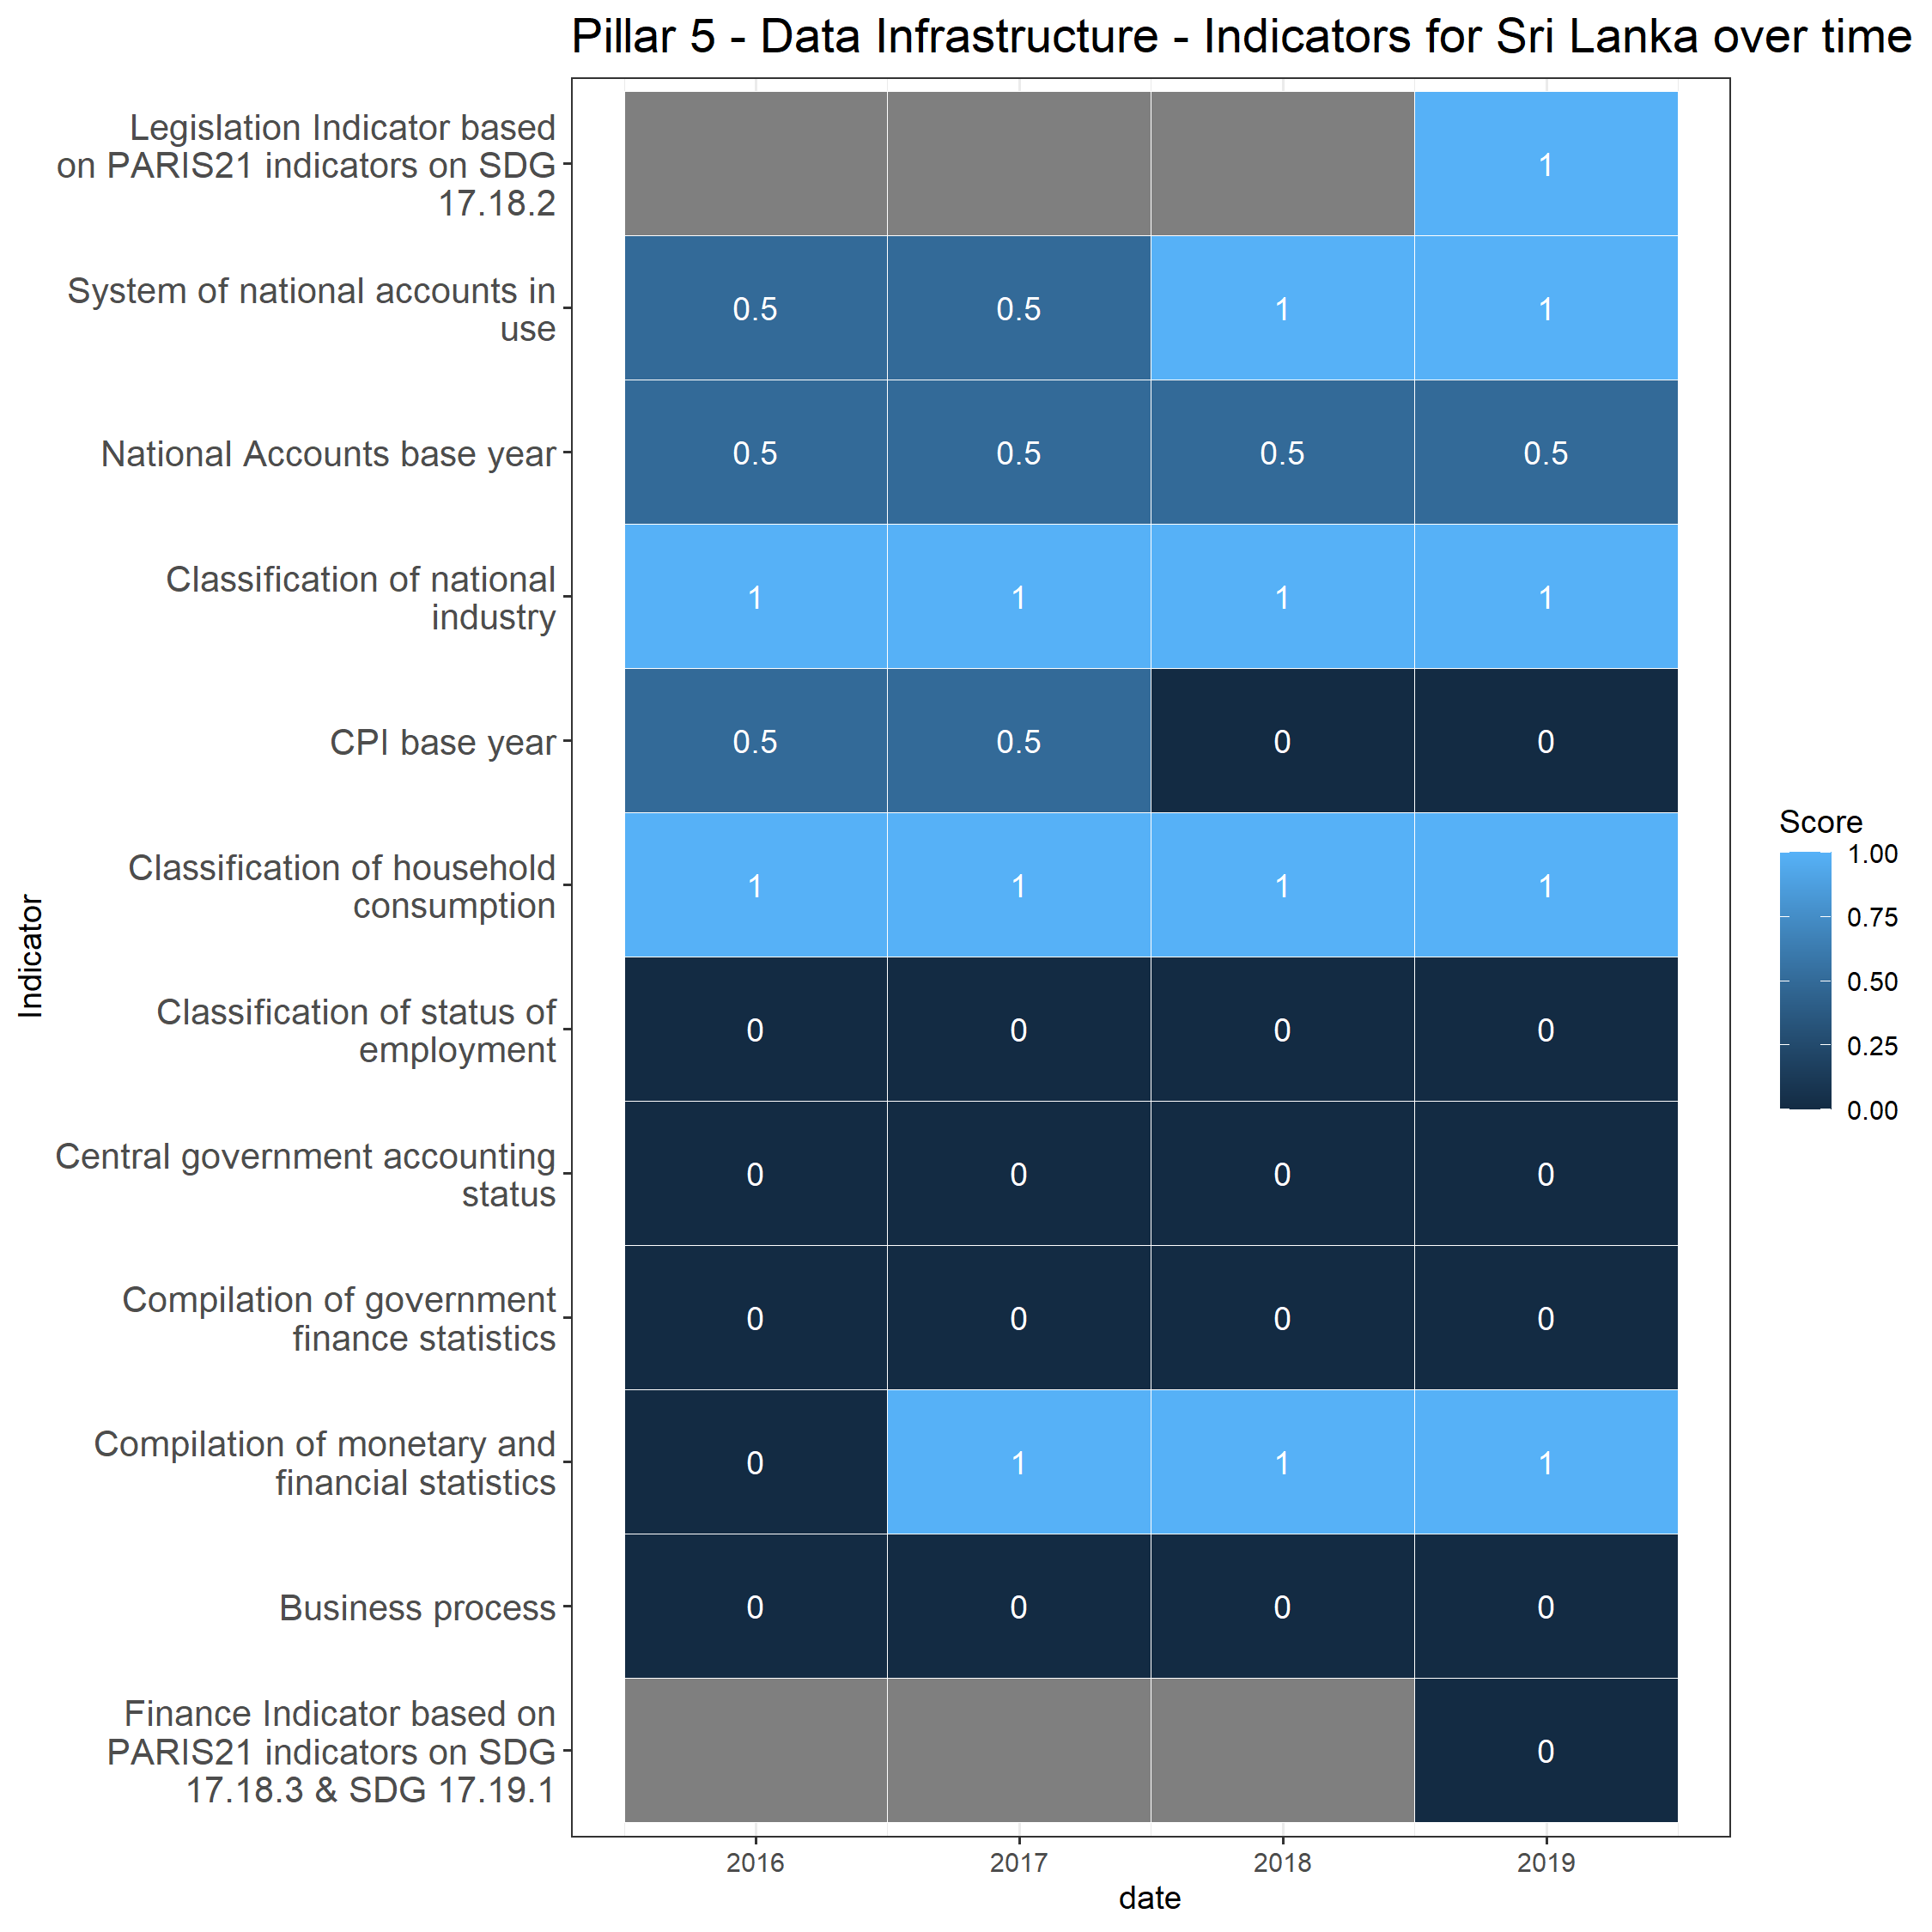 Pillar 5 - Data Infrastructure - Indicators for Sri Lanka over time
Legislation Indicator based
on PARIS21 indicators on SDG
17.18.2
1
System of national accounts in
use
0.5 0.5 1 1
National Accounts base year
0.5 0.5 0.5 0.5
Classification of national
industry
1 1 1 1
CPI base year
0.5 0.5 0 0
Classification of household
consumption
1 1 1 1
Classification of status of
employment
0 0 0 0
Central government accounting
status
0 0 0 0
Compilation of government
finance statistics
0 0 0 0
Compilation of monetary and
financial statistics
0 1 1 1
Business process
0 0 0 0
Finance Indicator based on
PARIS21 indicators on SDG
17.18.3 & SDG 17.19.1
0
2016 2017 2018 2019
date
Indicator
Score
1.00
0.75
0.50
0.25
0.00